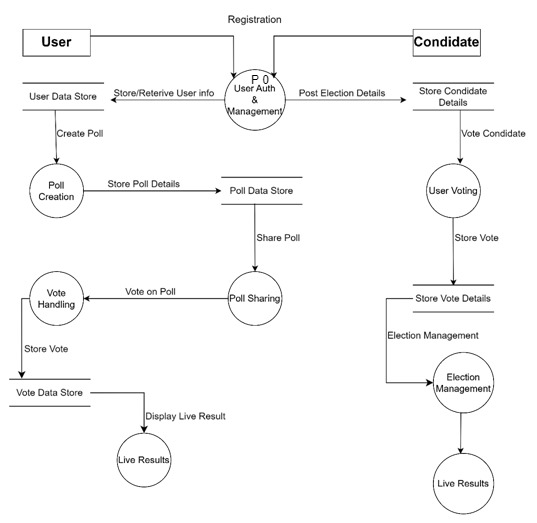 Registration
User
Candidate
P 0
User Auth
&
Management
User Data Store
Store/Reterive User info
Post Election Details
Store Candidate
Details
Create Poll
Vote Candidate
Poll
Creation
Store Poll Details
Poll Data Store
User Voting
Share Poll
Store Vote
Vote
Handling
Vote on Poll
Poll Sharing
Store Vote Details
Store Vote
Election Management
Vote Data Store
Election
Management
Display Live Result
Live Results
Live Results